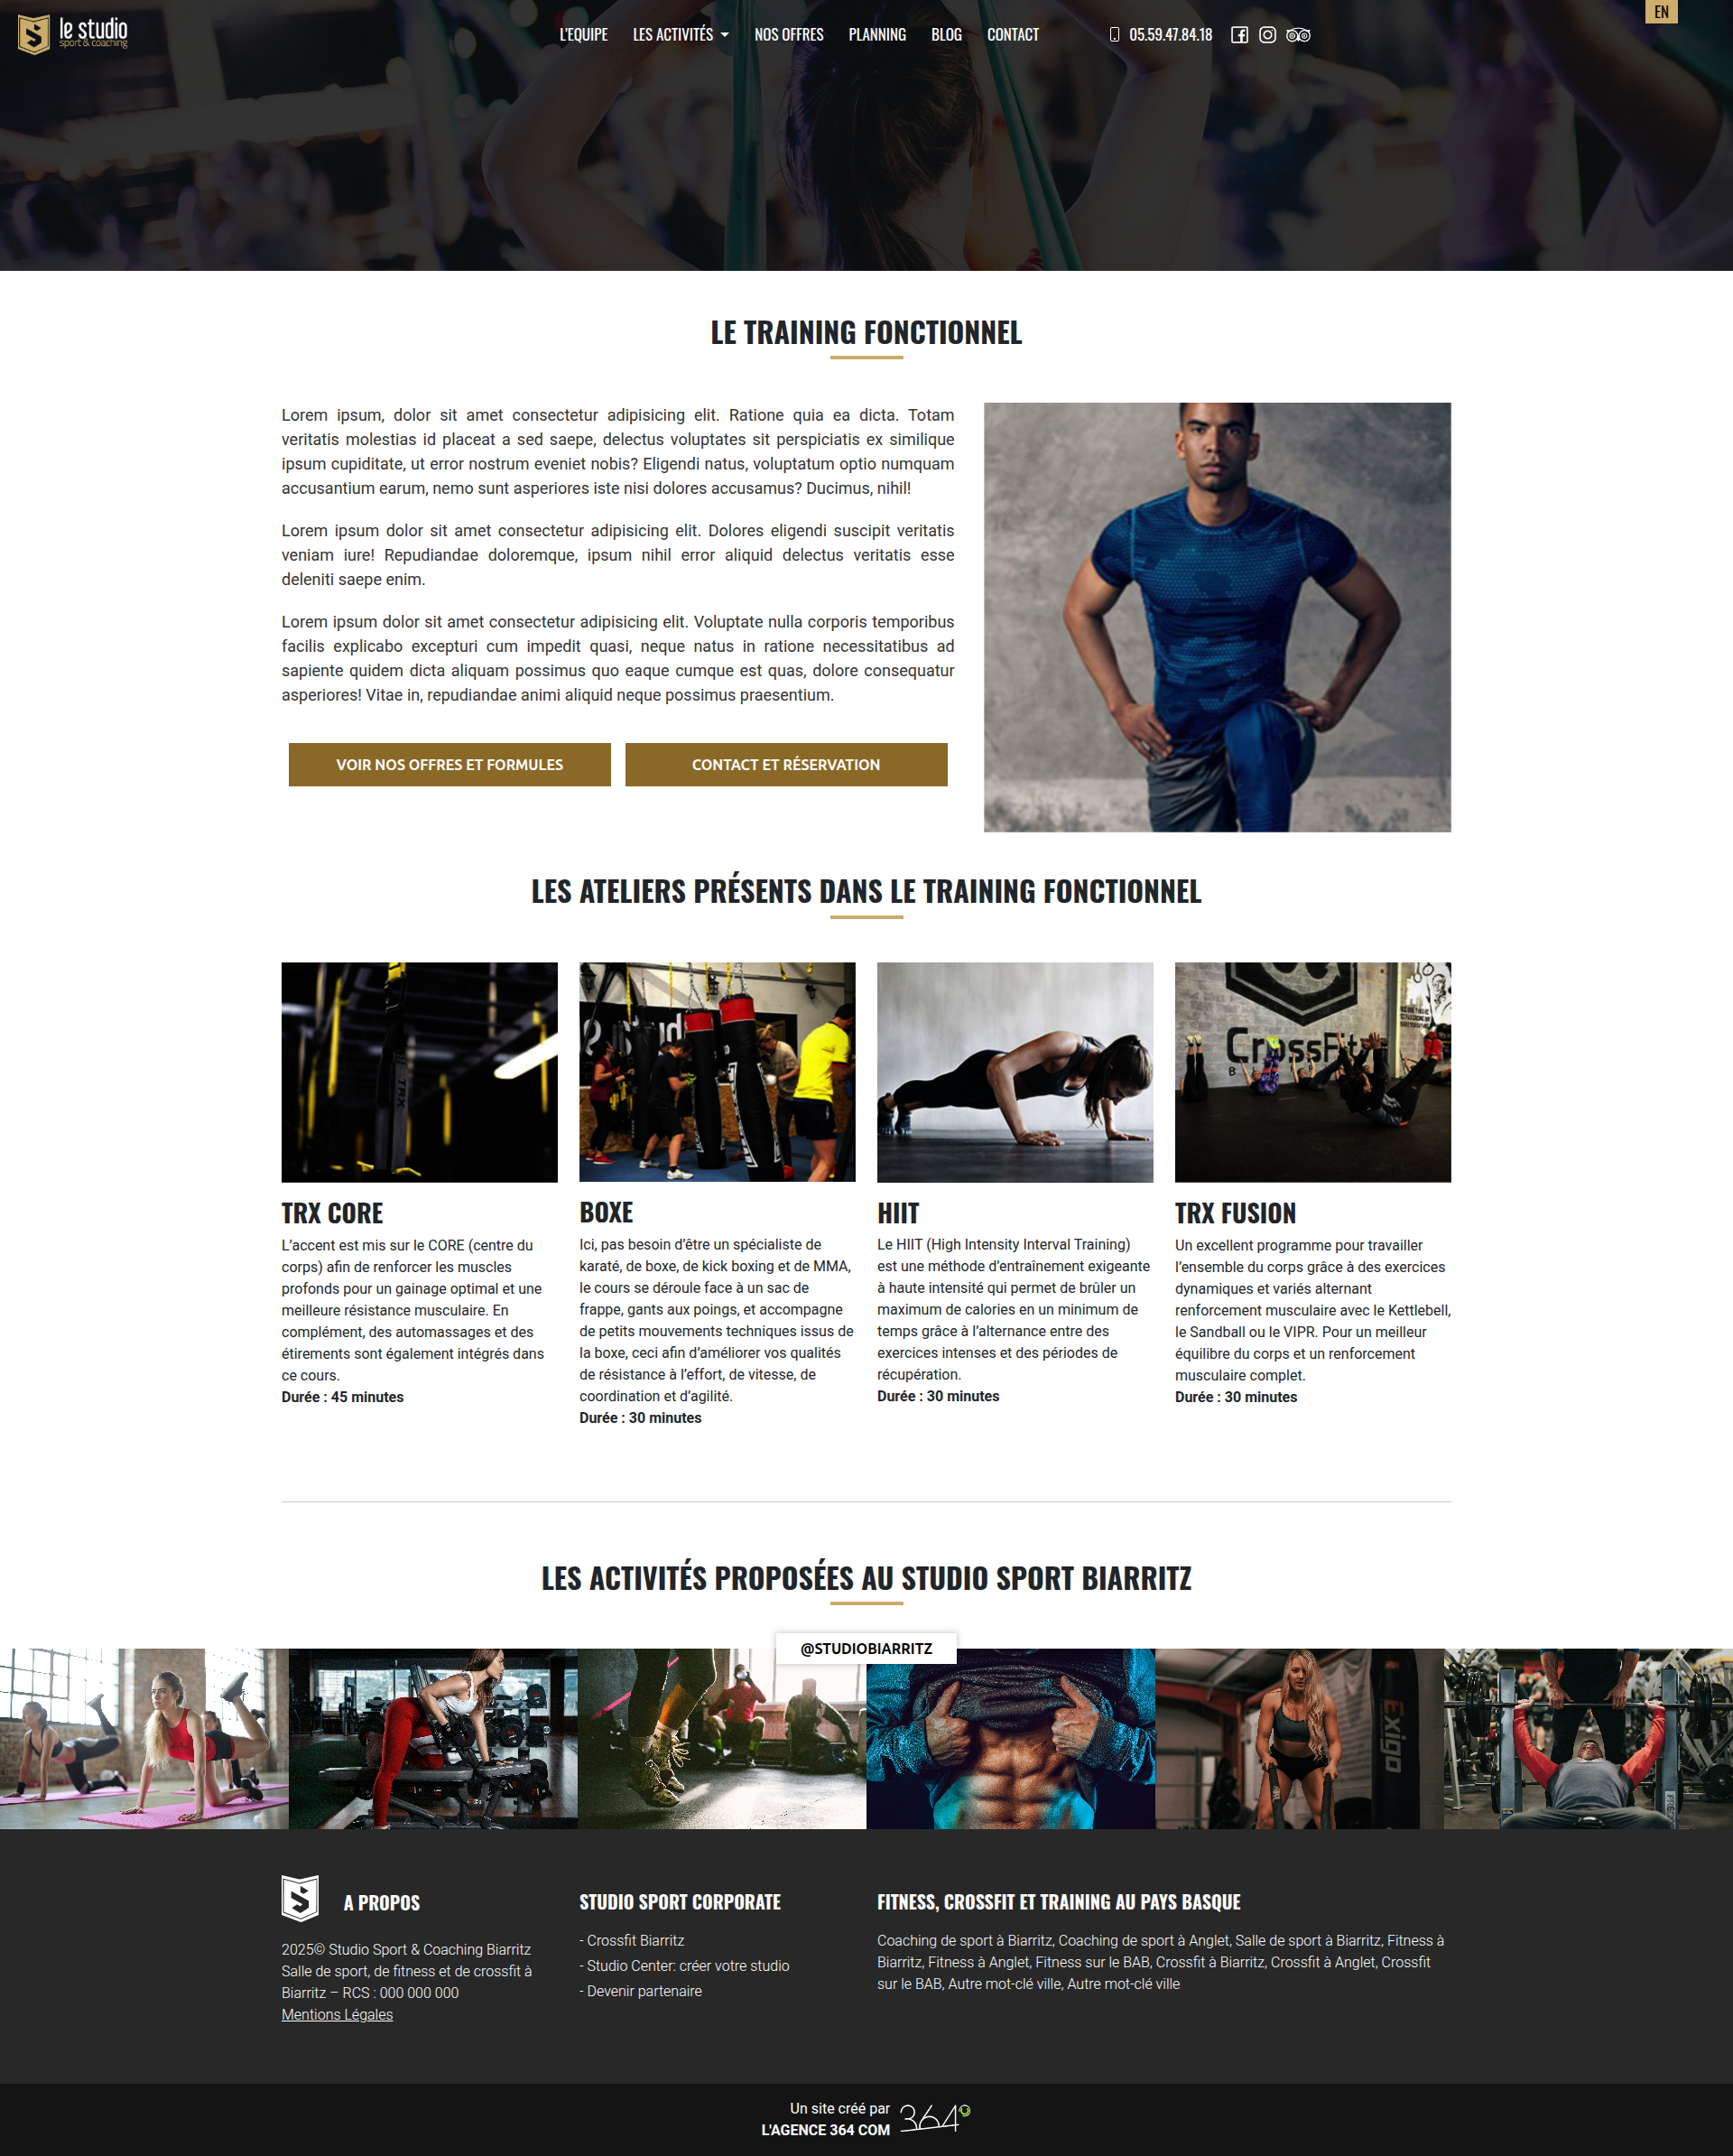 le studio
sport & coaching
L'EQUIPE LES ACTIVITÉS NOS OFFRES PLANNING BLOG CONTACT 05.59.47.84.18
EN
LE TRAINING FONCTIONNEL
Lorem ipsum, dolor sit amet consectetur adipisicing elit. Ratione quia ea dicta. Totam
veritatis molestias id placeat a sed saepe, delectus voluptates sit perspiciatis ex similique
ipsum cupiditate, ut error nostrum eveniet nobis? Eligendi natus, voluptatum optio numquam
accusantium earum, nemo sunt asperiores iste nisi dolores accusamus? Ducimus, nihil!
Lorem ipsum dolor sit amet consectetur adipisicing elit. Dolores eligendi suscipit veritatis
veniam iure! Repudiandae doloremque, ipsum nihil error aliquid delectus veritatis esse
deleniti saepe enim.
Lorem ipsum dolor sit amet consectetur adipisicing elit. Voluptate nulla corporis temporibus
facilis explicabo excepturi cum impedit quasi, neque natus in ratione necessitatibus ad
sapiente quidem dicta aliquam possimus quo eaque cumque est quas, dolore consequatur
asperiores! Vitae in, repudiandae animi aliquid neque possimus praesentium.
VOIR NOS OFFRES ET FORMULES
CONTACT ET RÉSERVATION
LES ATELIERS PRÉSENTS DANS LE TRAINING FONCTIONNEL
TRX
CrossFit
TRX CORE
L'accent est mis sur le CORE (centre du
corps) afin de renforcer les muscles
profonds pour un gainage optimal et une
meilleure résistance musculaire. En
complément, des automassages et des
étirements sont également intégrés dans
ce cours.
Durée : 45 minutes
BOXE
Ici, pas besoin d'être un spécialiste de
karaté, de boxe, de kick boxing et de MMA,
le cours se déroule face à un sac de
frappe, gants aux poings, et accompagne
de petits mouvements techniques issus de
la boxe, ceci afin d'améliorer vos qualités
de résistance à l'effort, de vitesse, de
coordination et d'agilité.
Durée : 30 minutes
HIIT
Le HIIT (High Intensity Interval Training)
est une méthode d'entraînement exigeante
à haute intensité qui permet de brûler un
maximum de calories en un minimum de
temps grâce à l'alternance entre des
exercices intenses et des périodes de
récupération.
Durée : 30 minutes
TRX FUSION
Un excellent programme pour travailler
l'ensemble du corps grâce à des exercices
dynamiques et variés alternant
renforcement musculaire avec le Kettlebell,
le Sandball ou le VIPR. Pour un meilleur
équilibre du corps et un renforcement
musculaire complet.
Durée : 30 minutes
LES ACTIVITÉS PROPOSÉES AU STUDIO SPORT BIARRITZ
@STUDIOBIARRITZ
Exigo
A PROPOS
2025© Studio Sport & Coaching Biarritz
Salle de sport, de fitness et de crossfit à
Biarritz – RCS : 000 000 000
Mentions Légales
STUDIO SPORT CORPORATE
- Crossfit Biarritz
- Studio Center: créer votre studio
- Devenir partenaire
FITNESS, CROSSFIT ET TRAINING AU PAYS BASQUE
Coaching de sport à Biarritz, Coaching de sport à Anglet, Salle de sport à Biarritz, Fitness à
Biarritz, Fitness à Anglet, Fitness sur le BAB, Crossfit à Biarritz, Crossfit à Anglet, Crossfit
sur le BAB, Autre mot-clé ville, Autre mot-clé ville
Un site créé par
L'AGENCE 364 COM
364